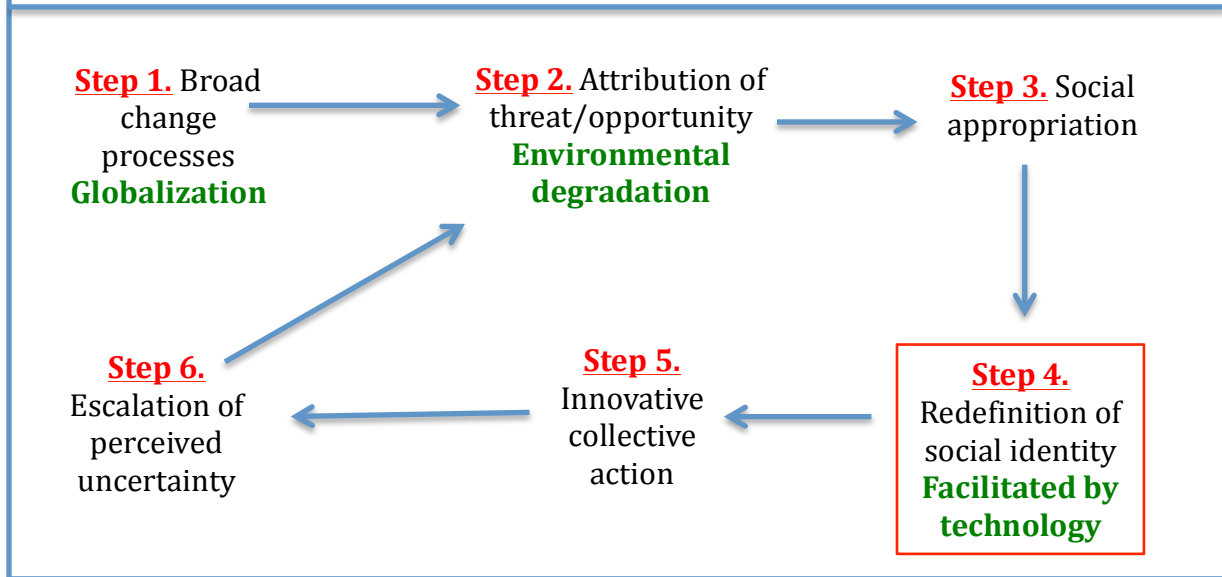 Step 1. Broad
change
processes
Globalization
Step 2. Attribution of
threat/opportunity
Environmental
degradation
Step 3. Social
appropriation
Step 4.
Redefinition of
social identity
Facilitated by
technology
Step 5.
Innovative
collective
action
Step 6.
Escalation of
perceived
uncertainty